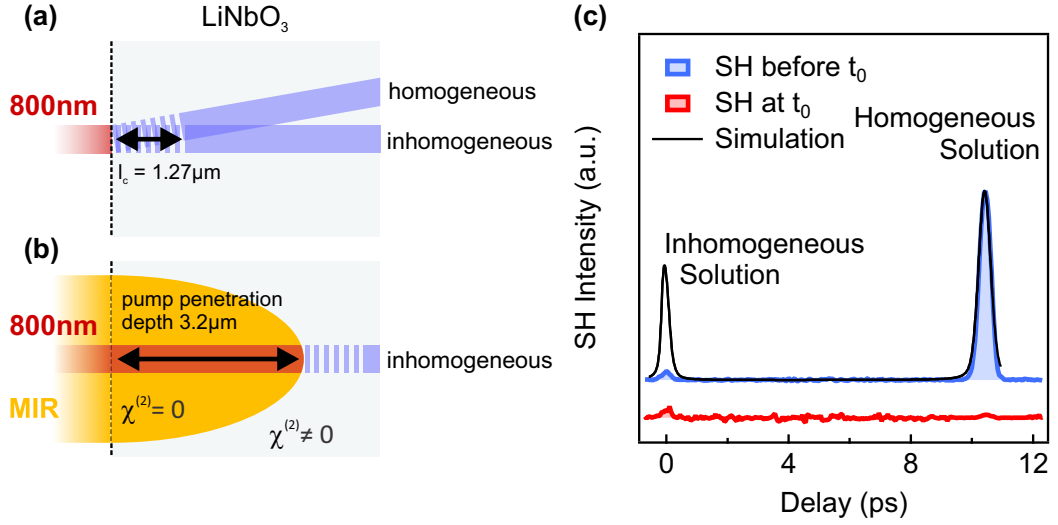 (a)
LiNbO₃
800nm
homogeneous
inhomogeneous
l_c = 1.27μm
(b)
pump penetration
depth 3.2μm
800nm
inhomogeneous
MIR
χ⁽²⁾= 0
χ⁽²⁾≠ 0
(c)
SH before t₀
SH at t₀
Simulation
Homogeneous
Solution
Inhomogeneous
Solution
SH Intensity (a.u.)
0 4 8 12
Delay (ps)